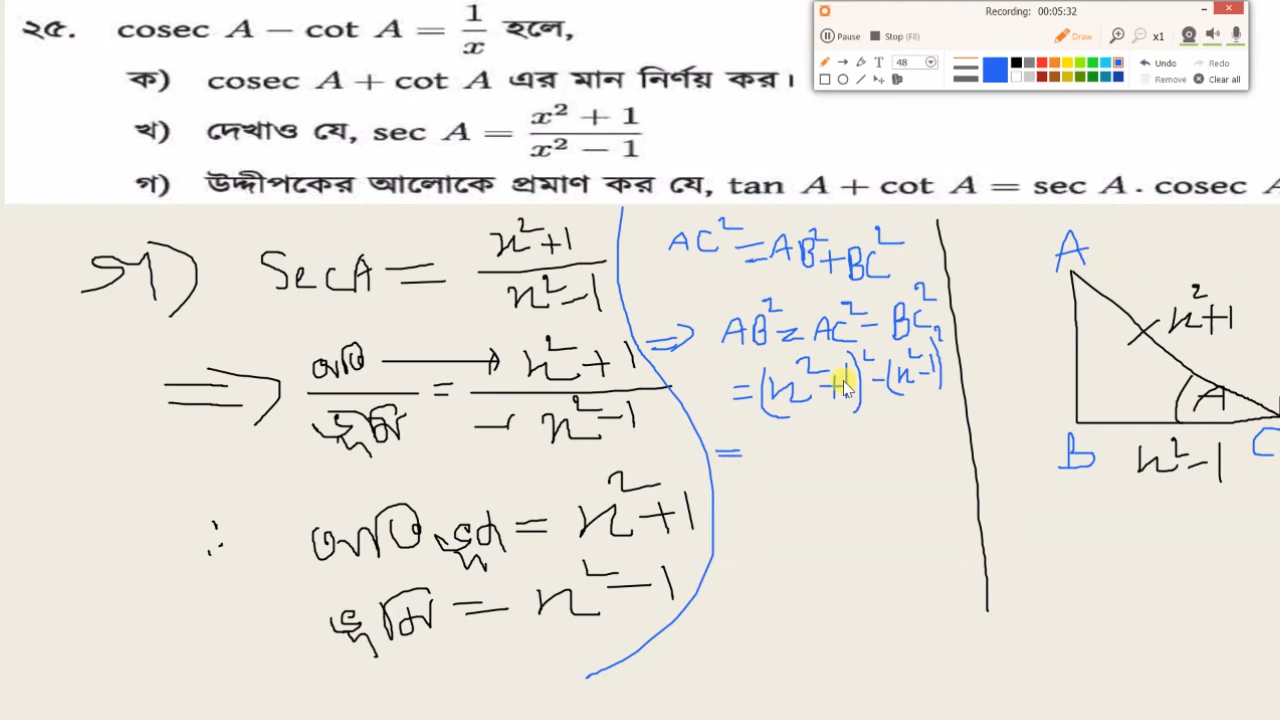 ২৫. cosec A − cot A = 1/x হলে,
ক) cosec A + cot A এর মান নির্ণয় কর।
খ) দেখাও যে, sec A = x² + 1 / x² − 1
গ) উদ্দীপকের আলোকে প্রমাণ কর যে, tan A + cot A = sec A . cosec A
Recording: 00:05:32
Pause Stop (F8) Draw x1
T 48 Undo Redo
Remove Clear all
গ) Sec A = x²+1 / x²−1
⇒ অতি / ভূমি = x²+1 / x²−1
∴ অতিভুজ = x²+1
ভূমি = x²−1
AC² = AB² + BC²
⇒ AB² = AC² − BC²
= (x²+1)² − (x²−1)²
=
A
x²+1
A
B
C
x²−1